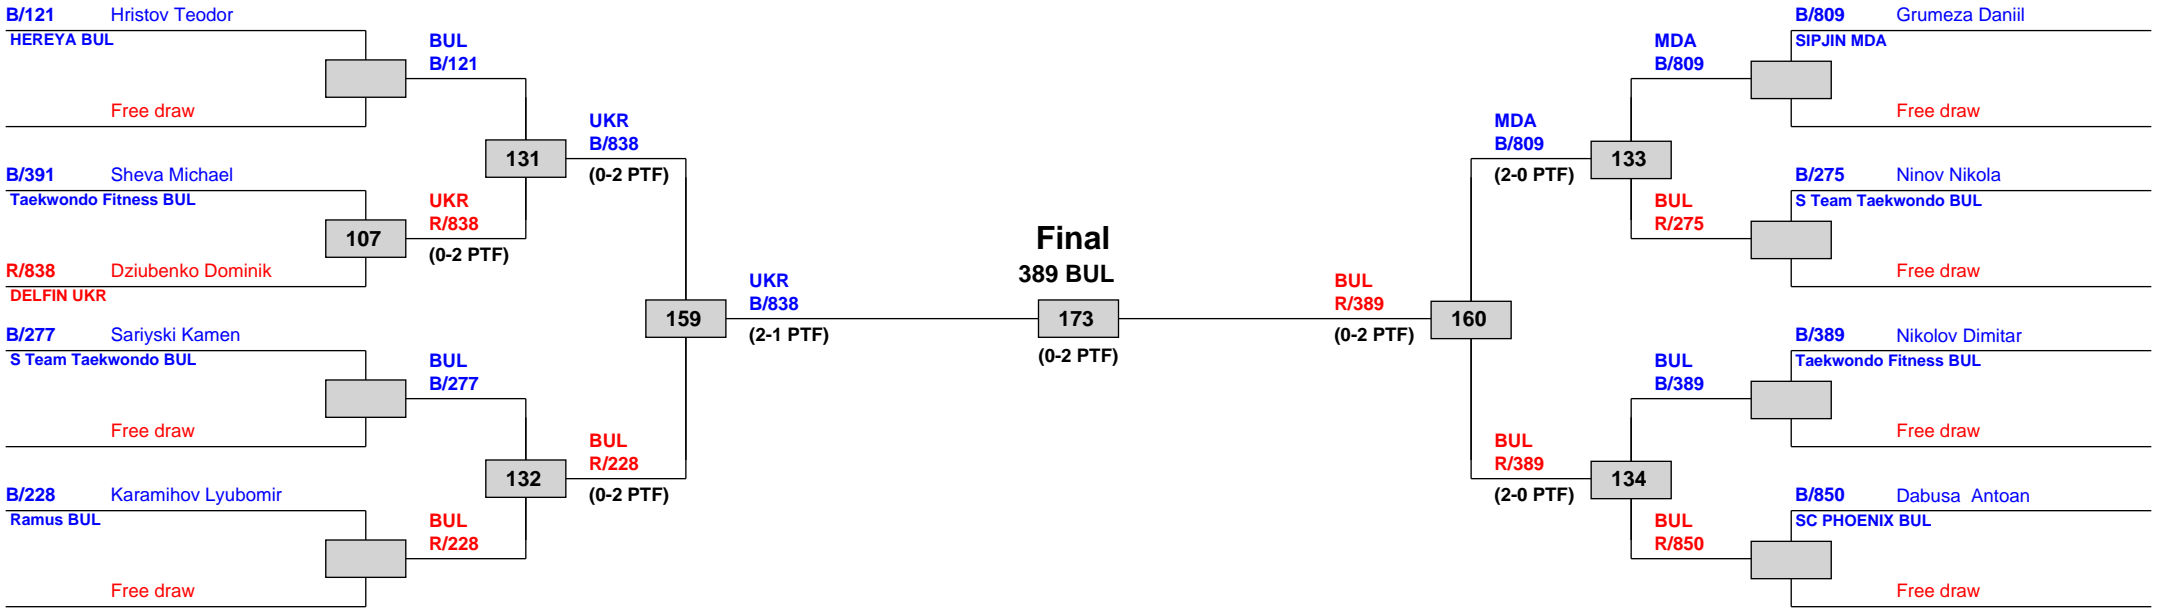 B/121 Hristov Teodor
HEREYA BUL
Free draw
B/391 Sheva Michael
Taekwondo Fitness BUL
107
R/838 Dziubenko Dominik
DELFIN UKR
B/277 Sariyski Kamen
S Team Taekwondo BUL
Free draw
B/228 Karamihov Lyubomir
Ramus BUL
Free draw
BUL
B/121
131
UKR
R/838
(0-2 PTF)
BUL
B/277
132
BUL
R/228
UKR
B/838
(0-2 PTF)
159
BUL
R/228
(0-2 PTF)
UKR
B/838
(2-1 PTF)
Final
389 BUL
173
(0-2 PTF)
BUL
R/389
(0-2 PTF)
160
MDA
B/809
(2-0 PTF)
133
BUL
R/389
(2-0 PTF)
134
MDA
B/809
BUL
R/275
BUL
B/389
BUL
R/850
B/809 Grumeza Daniil
SIPJIN MDA
Free draw
B/275 Ninov Nikola
S Team Taekwondo BUL
Free draw
B/389 Nikolov Dimitar
Taekwondo Fitness BUL
Free draw
B/850 Dabusa Antoan
SC PHOENIX BUL
Free draw